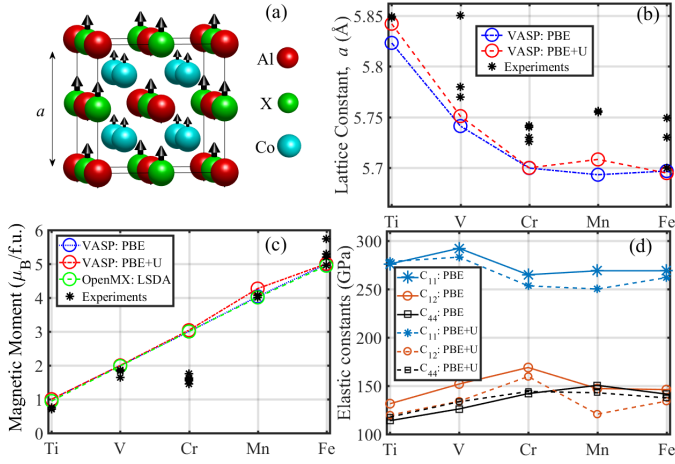 (a)
a
Al
X
Co
(b)
Lattice Constant, a (Å)
5.85
5.8
5.75
5.7
VASP: PBE
VASP: PBE+U
Experiments
Ti V Cr Mn Fe
(c)
Magnetic Moment (μB/f.u.)
6
5
4
3
2
1
0
VASP: PBE
VASP: PBE+U
OpenMX: LSDA
Experiments
Ti V Cr Mn Fe
(d)
Elastic constants (GPa)
300
250
200
150
100
C11: PBE
C12: PBE
C44: PBE
C11: PBE+U
C12: PBE+U
C44: PBE+U
Ti V Cr Mn Fe